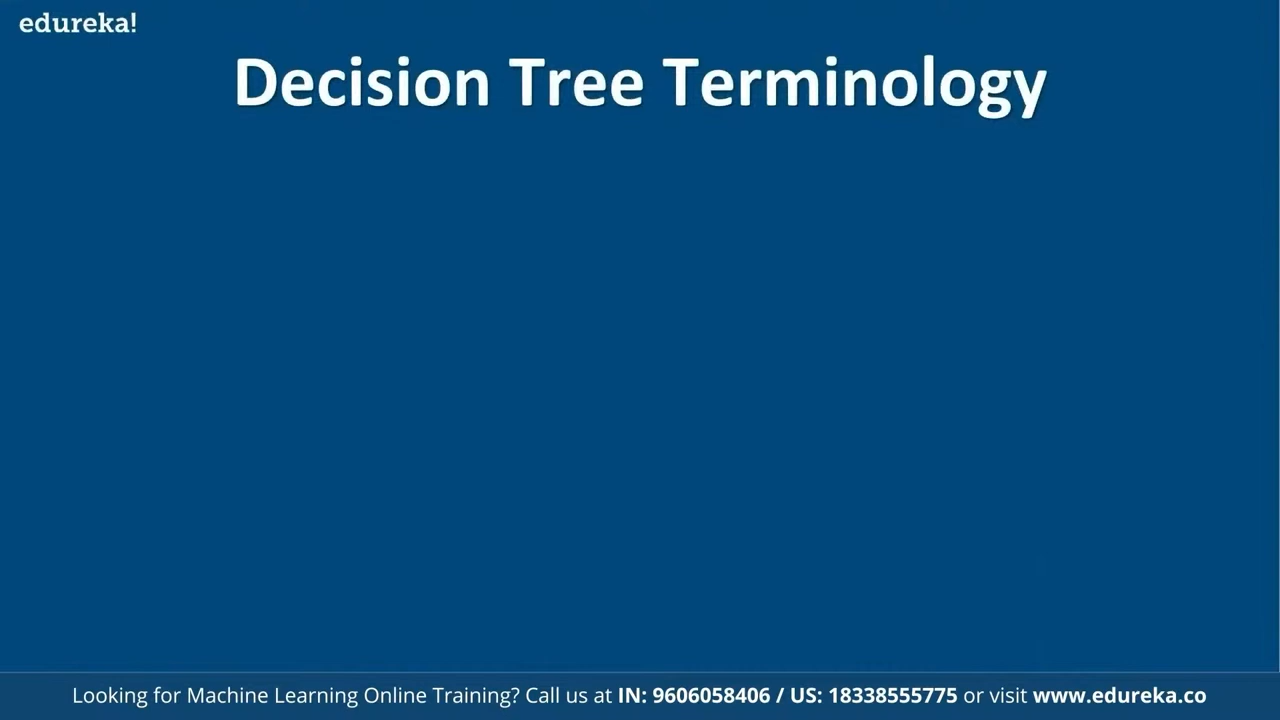 edureka!
Decision Tree Terminology
Looking for Machine Learning Online Training? Call us at IN: 9606058406 / US: 18338555775 or visit www.edureka.co